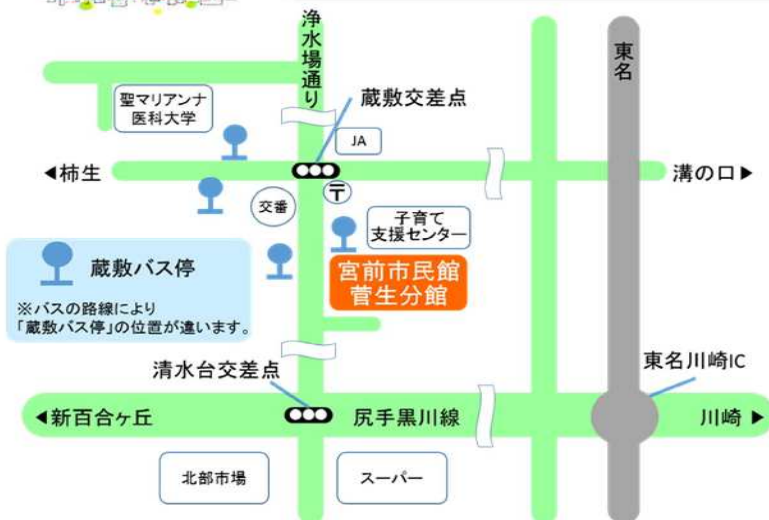 浄水場通り
東名
聖マリアンナ
医科大学
蔵敷交差点
JA
◀柿生
溝の口▶
〒
交番
子育て
支援センター
蔵敷バス停
宮前市民館
菅生分館
※バスの路線により
「蔵敷バス停」の位置が違います。
清水台交差点
東名川崎IC
◀新百合ヶ丘
尻手黒川線
川崎▶
北部市場
スーパー